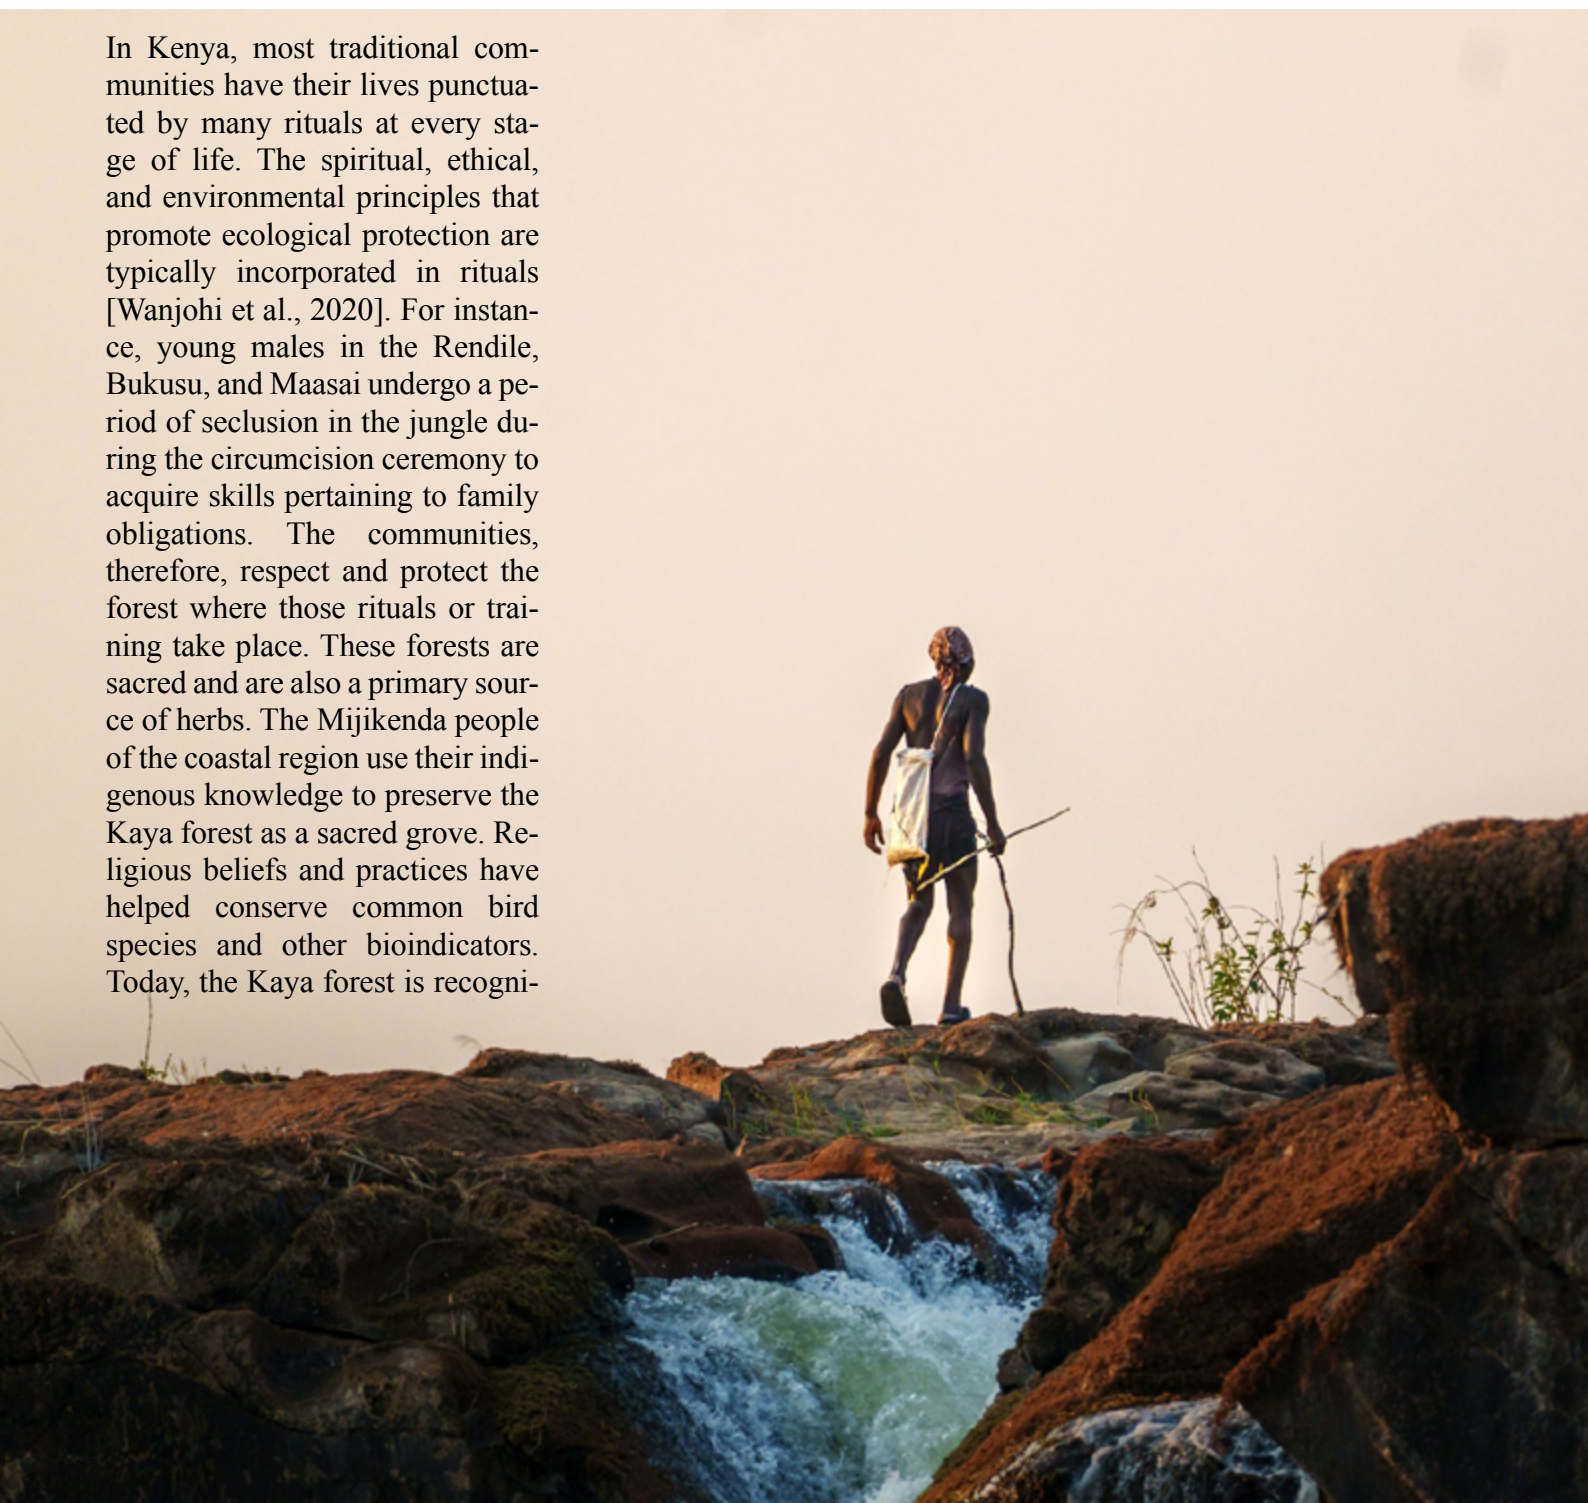 In Kenya, most traditional com-
munities have their lives punctua-
ted by many rituals at every sta-
ge of life. The spiritual, ethical,
and environmental principles that
promote ecological protection are
typically incorporated in rituals
[Wanjohi et al., 2020]. For instan-
ce, young males in the Rendile,
Bukusu, and Maasai undergo a pe-
riod of seclusion in the jungle du-
ring the circumcision ceremony to
acquire skills pertaining to family
obligations. The communities,
therefore, respect and protect the
forest where those rituals or trai-
ning take place. These forests are
sacred and are also a primary sour-
ce of herbs. The Mijikenda people
of the coastal region use their indi-
genous knowledge to preserve the
Kaya forest as a sacred grove. Re-
ligious beliefs and practices have
helped conserve common bird
species and other bioindicators.
Today, the Kaya forest is recogni-